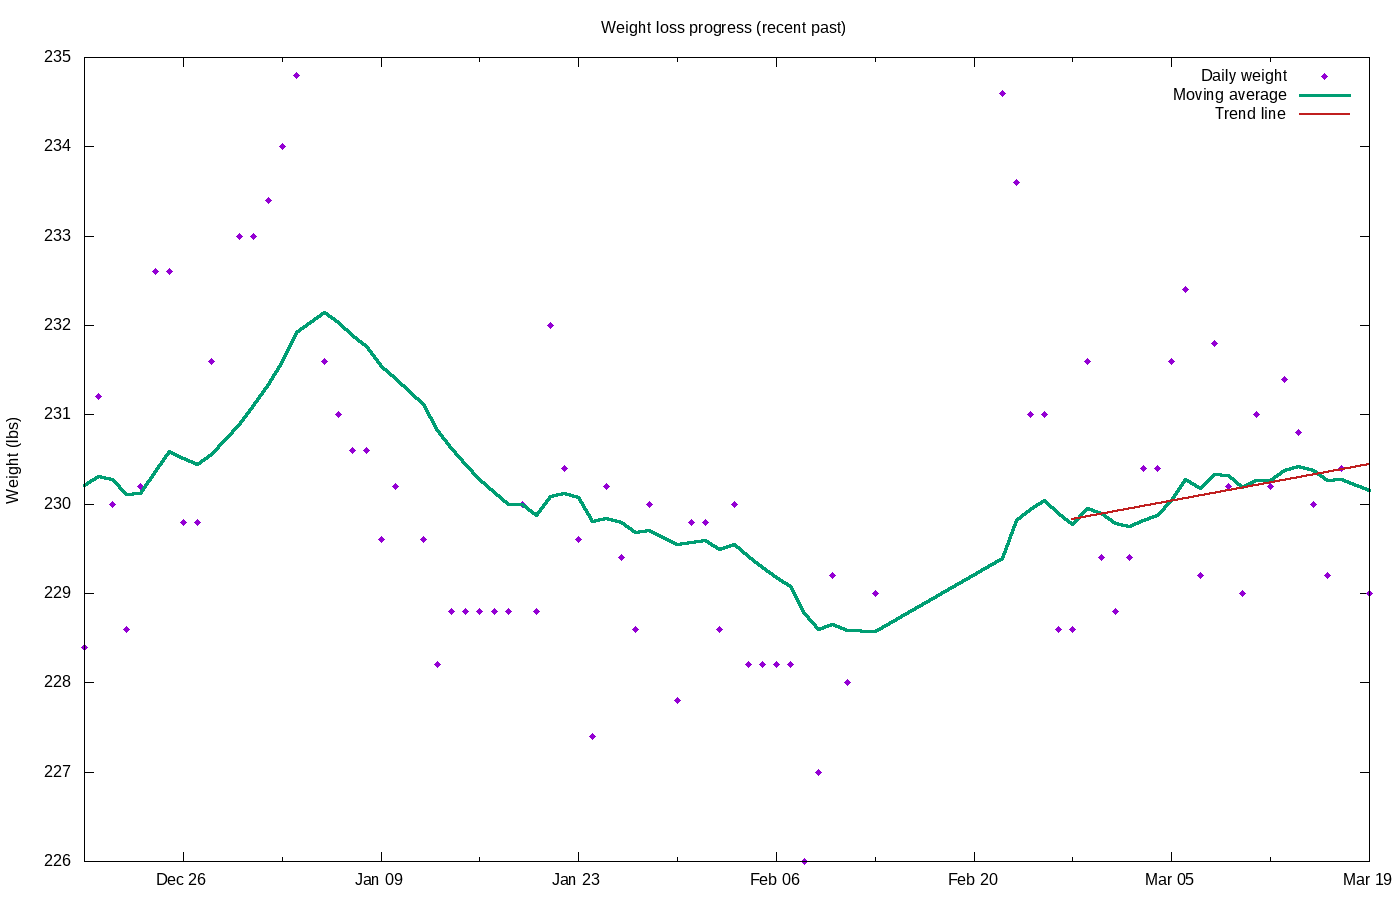 Weight loss progress (recent past)
235
234
233
232
231
230
229
228
227
226
Weight (lbs)
Daily weight
Moving average
Trend line
Dec 26 Jan 09 Jan 23 Feb 06 Feb 20 Mar 05 Mar 19